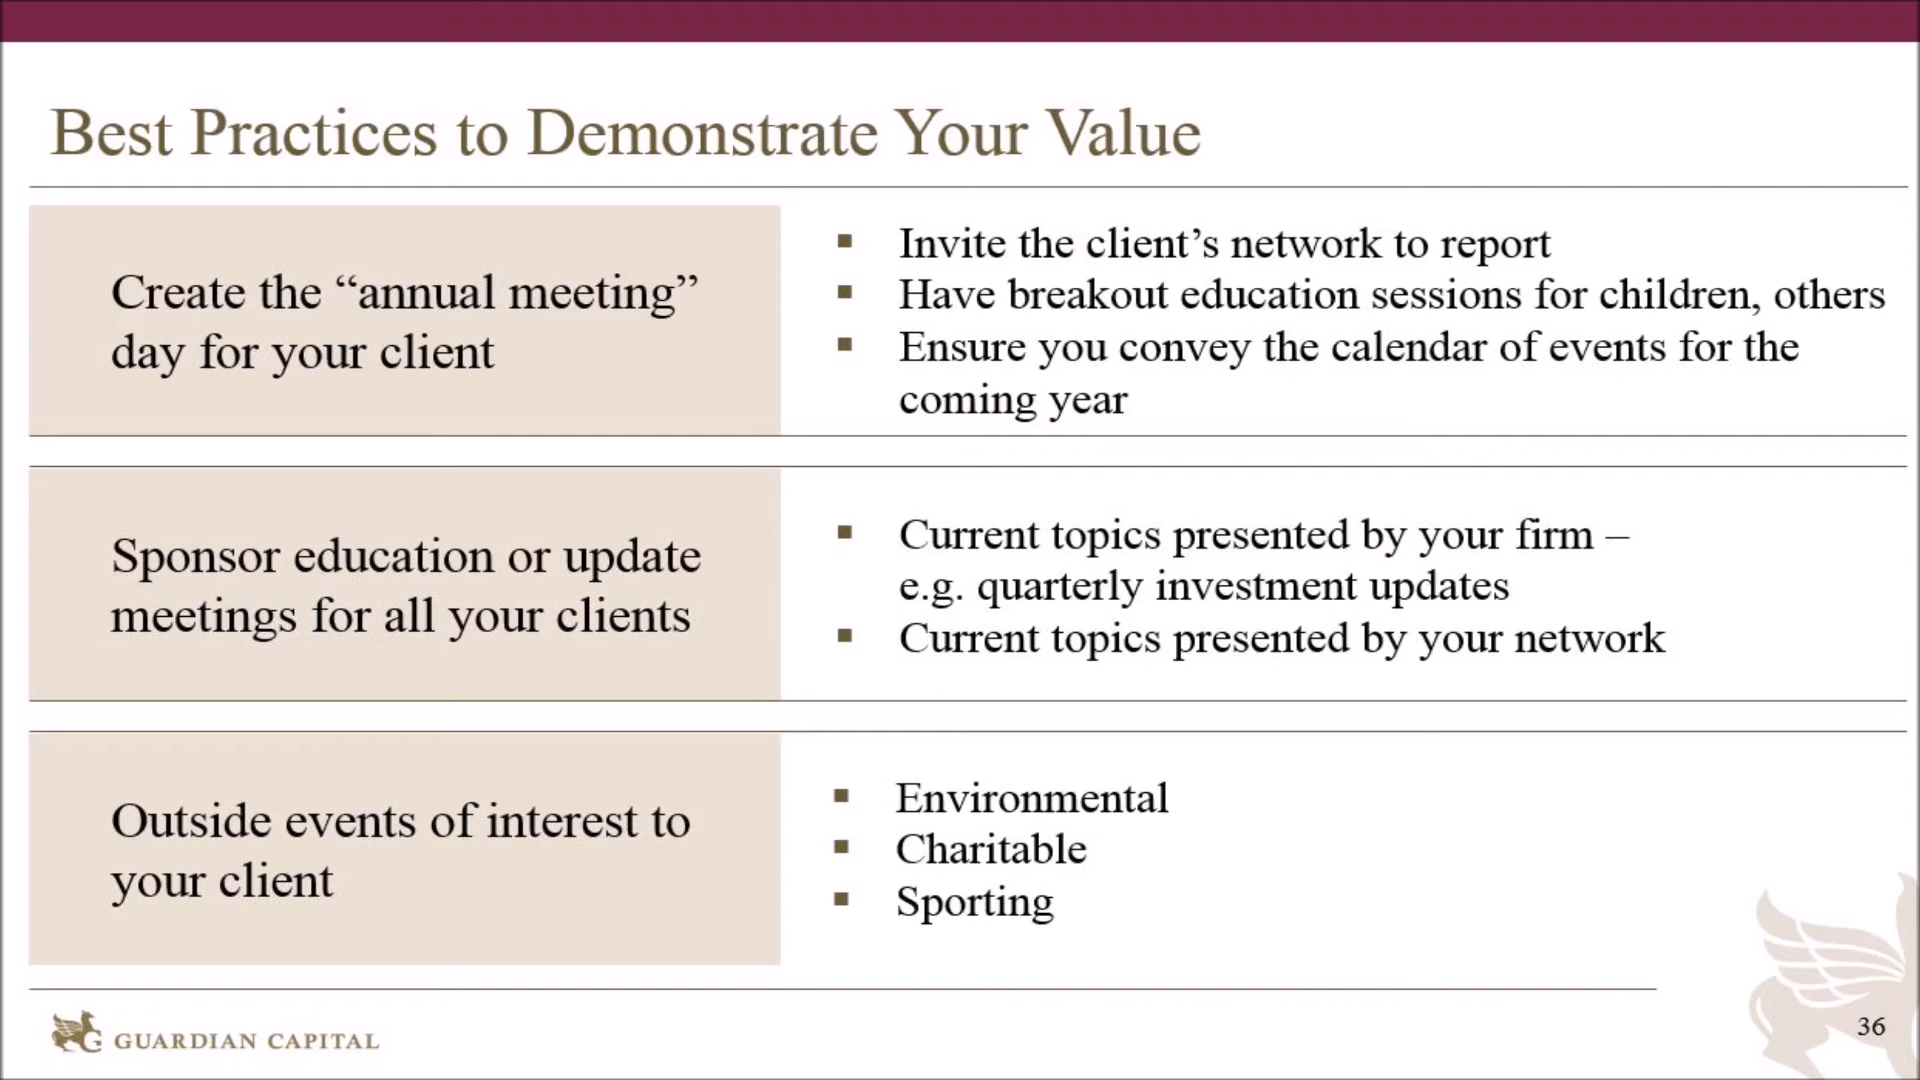 Best Practices to Demonstrate Your Value
Create the “annual meeting”
day for your client
▪ Invite the client’s network to report
▪ Have breakout education sessions for children, others
▪ Ensure you convey the calendar of events for the
coming year
Sponsor education or update
meetings for all your clients
▪ Current topics presented by your firm –
e.g. quarterly investment updates
▪ Current topics presented by your network
Outside events of interest to
your client
▪ Environmental
▪ Charitable
▪ Sporting
GUARDIAN CAPITAL
36